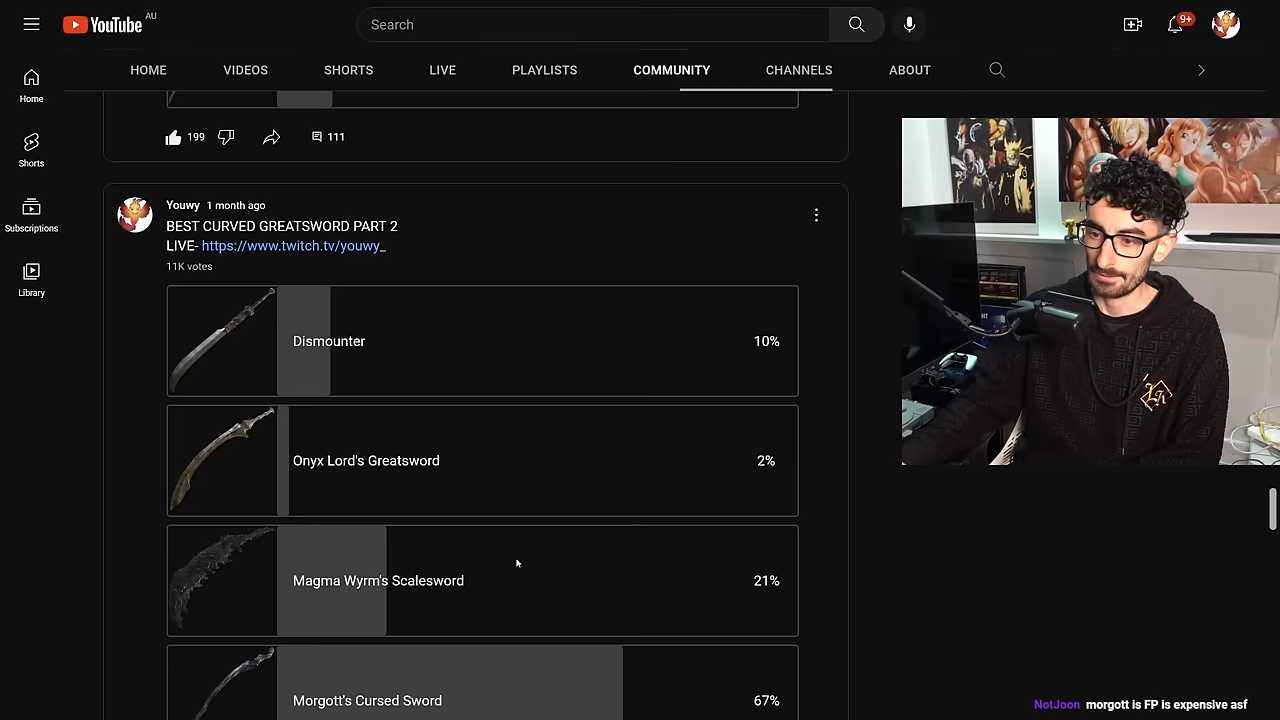 YouTube AU
Search
9+
HOME VIDEOS SHORTS LIVE PLAYLISTS COMMUNITY CHANNELS ABOUT
Home
Shorts
Subscriptions
Library
199 111
Youwy 1 month ago
BEST CURVED GREATSWORD PART 2
LIVE- https://www.twitch.tv/youwy_
11K votes
Dismounter 10%
Onyx Lord's Greatsword 2%
Magma Wyrm's Scalesword 21%
Morgott's Cursed Sword 67%
NotJoon morgott is FP is expensive asf